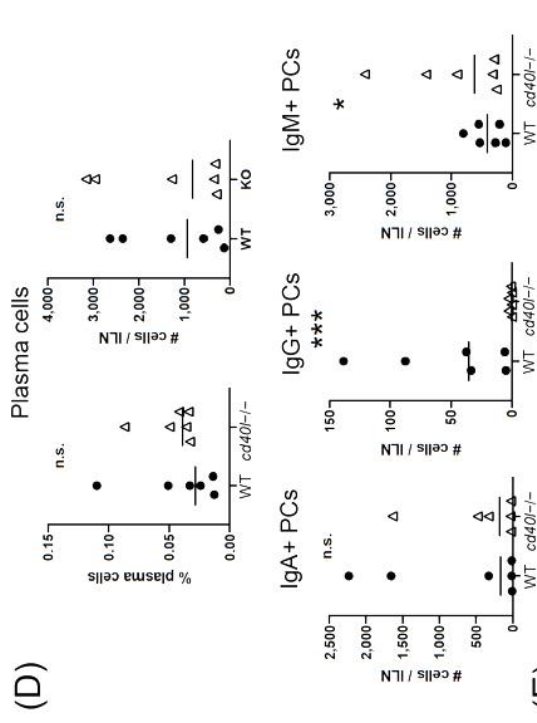 (D)
Plasma cells
n.s.
n.s.
% plasma cells
0.15
0.10
0.05
0.00
WT
cd40l−/−
# cells / ILN
4,000
3,000
2,000
1,000
0
WT
KO
IgA+ PCs
IgG+ PCs
IgM+ PCs
n.s.
***
*
# cells / ILN
2,500
2,000
1,500
1,000
500
0
WT
cd40l−/−
# cells / ILN
150
100
50
0
WT
cd40l−/−
# cells / ILN
3,000
2,000
1,000
0
WT
cd40l−/−